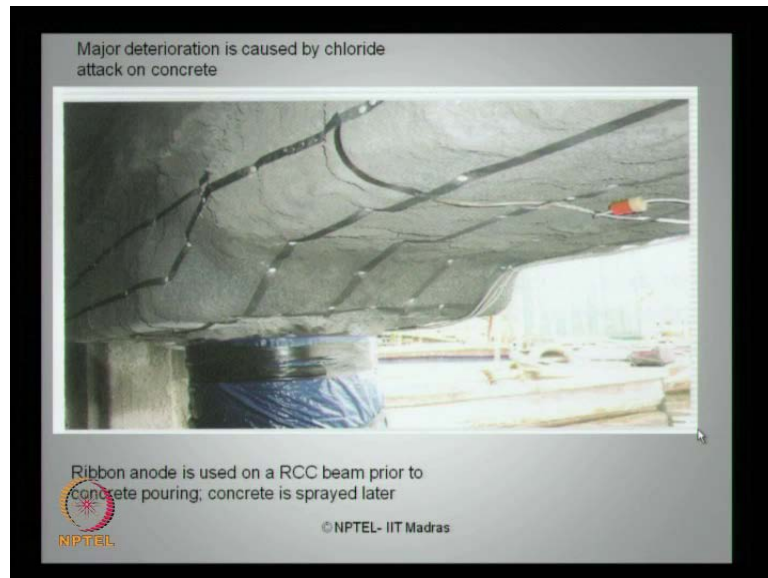 Major deterioration is caused by chloride
attack on concrete
Ribbon anode is used on a RCC beam prior to
concrete pouring; concrete is sprayed later
© NPTEL- IIT Madras
NPTEL